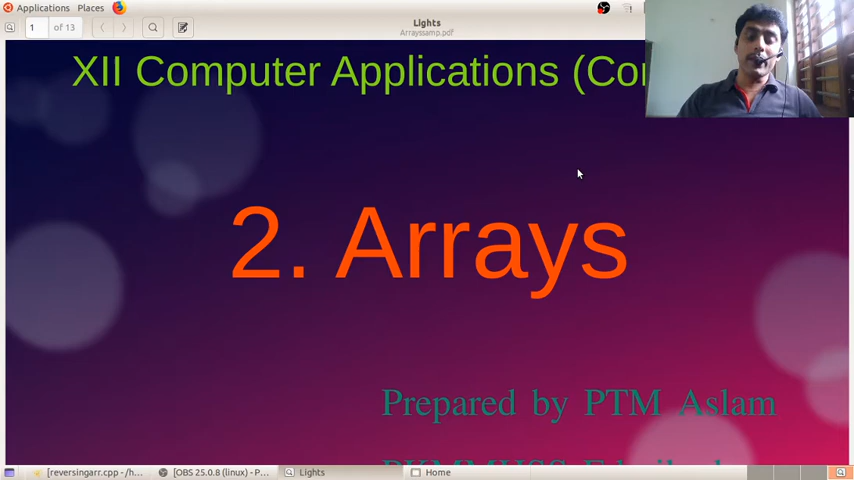 Applications Places
1 of 13
Lights
Arrayssamp.pdf
XII Computer Applications
2. Arrays
Prepared by PTM Aslam
[reversingarr.cpp - /h... [OBS 25.0.8 (linux) - P... Lights Home